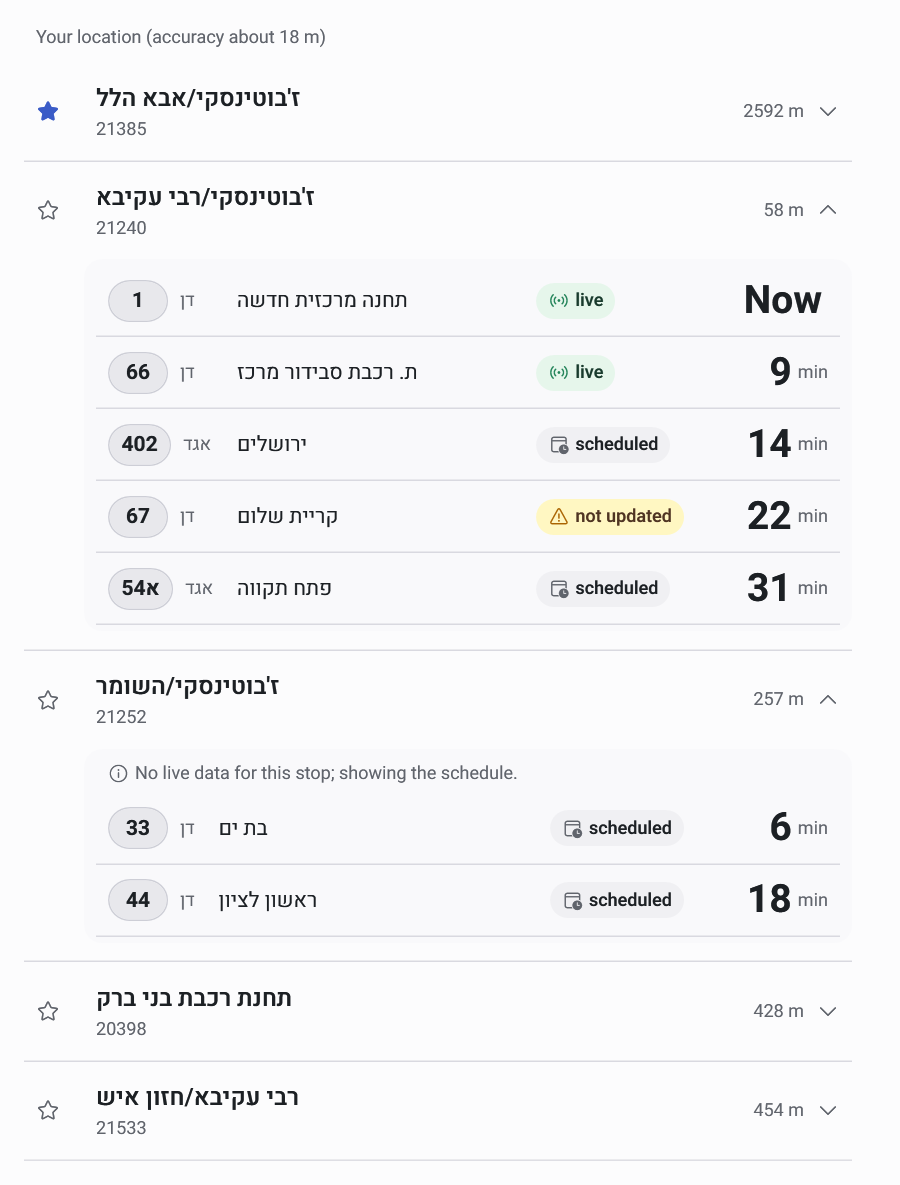 Your location (accuracy about 18 m)
ז'בוטינסקי/אבא הלל
21385
2592 m
ז'בוטינסקי/רבי עקיבא
21240
58 m
1 דן תחנה מרכזית חדשה live Now
66 דן ת. רכבת סבידור מרכז live 9 min
402 אגד ירושלים scheduled 14 min
67 דן קריית שלום not updated 22 min
54א אגד פתח תקווה scheduled 31 min
ז'בוטינסקי/השומר
21252
257 m
No live data for this stop; showing the schedule.
33 דן בת ים scheduled 6 min
44 דן ראשון לציון scheduled 18 min
תחנת רכבת בני ברק
20398
428 m
רבי עקיבא/חזון איש
21533
454 m